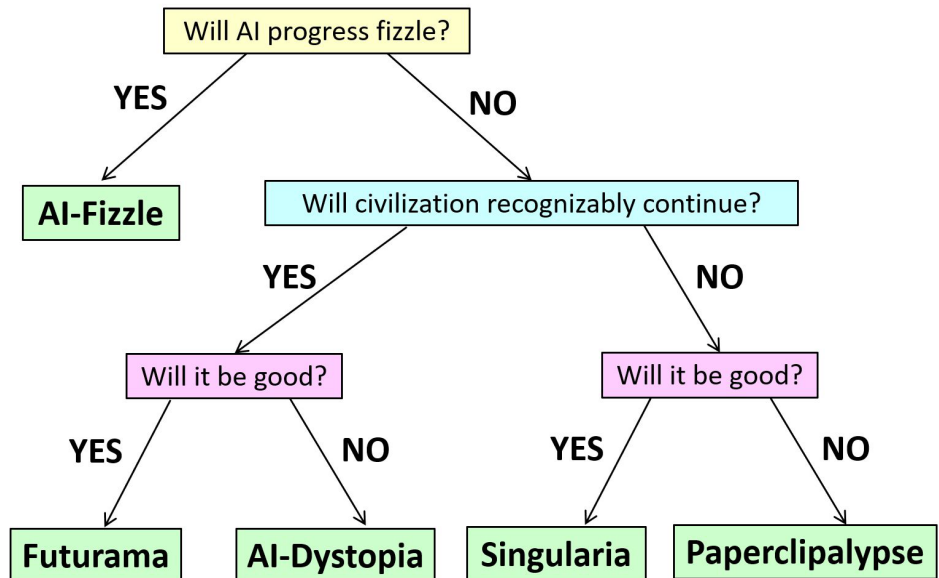 Will AI progress fizzle?
YES
NO
AI-Fizzle
Will civilization recognizably continue?
YES
NO
Will it be good?
Will it be good?
YES
NO
YES
NO
Futurama
AI-Dystopia
Singularia
Paperclipalypse